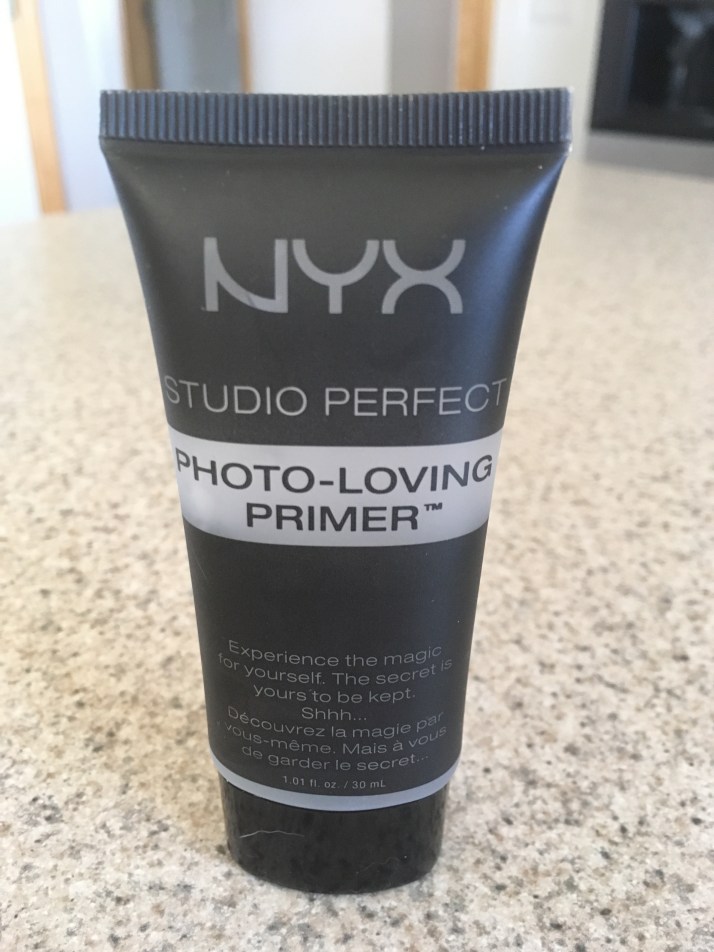 NYX
STUDIO PERFECT
PHOTO-LOVING
PRIMER™
Experience the magic
for yourself. The secret is
yours to be kept.
Shhh...
Découvrez la magie par
vous-même. Mais à vous
de garder le secret...
1.01 fl. oz. / 30 mL